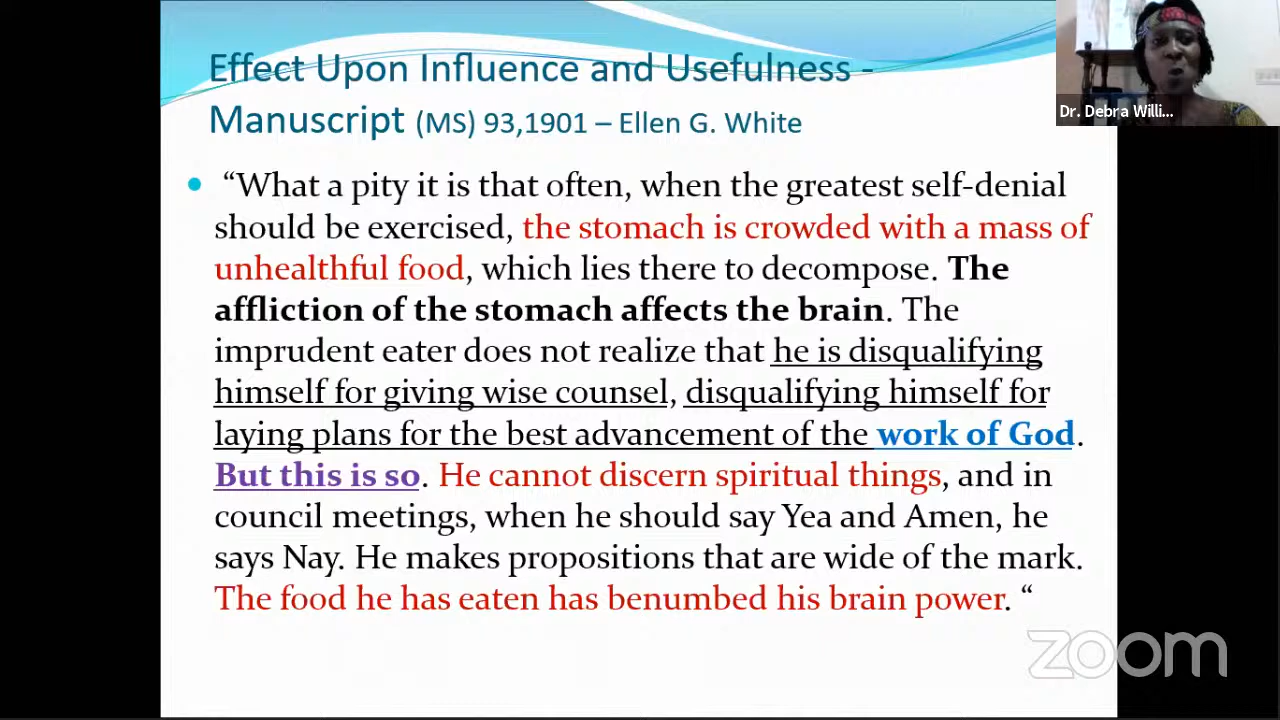 Effect Upon Influence and Usefulness -
Manuscript (MS) 93,1901 – Ellen G. White
Dr. Debra Willi...
• “What a pity it is that often, when the greatest self-denial
should be exercised, the stomach is crowded with a mass of
unhealthful food, which lies there to decompose. The
affliction of the stomach affects the brain. The
imprudent eater does not realize that he is disqualifying
himself for giving wise counsel, disqualifying himself for
laying plans for the best advancement of the work of God.
But this is so. He cannot discern spiritual things, and in
council meetings, when he should say Yea and Amen, he
says Nay. He makes propositions that are wide of the mark.
The food he has eaten has benumbed his brain power. “
zoom